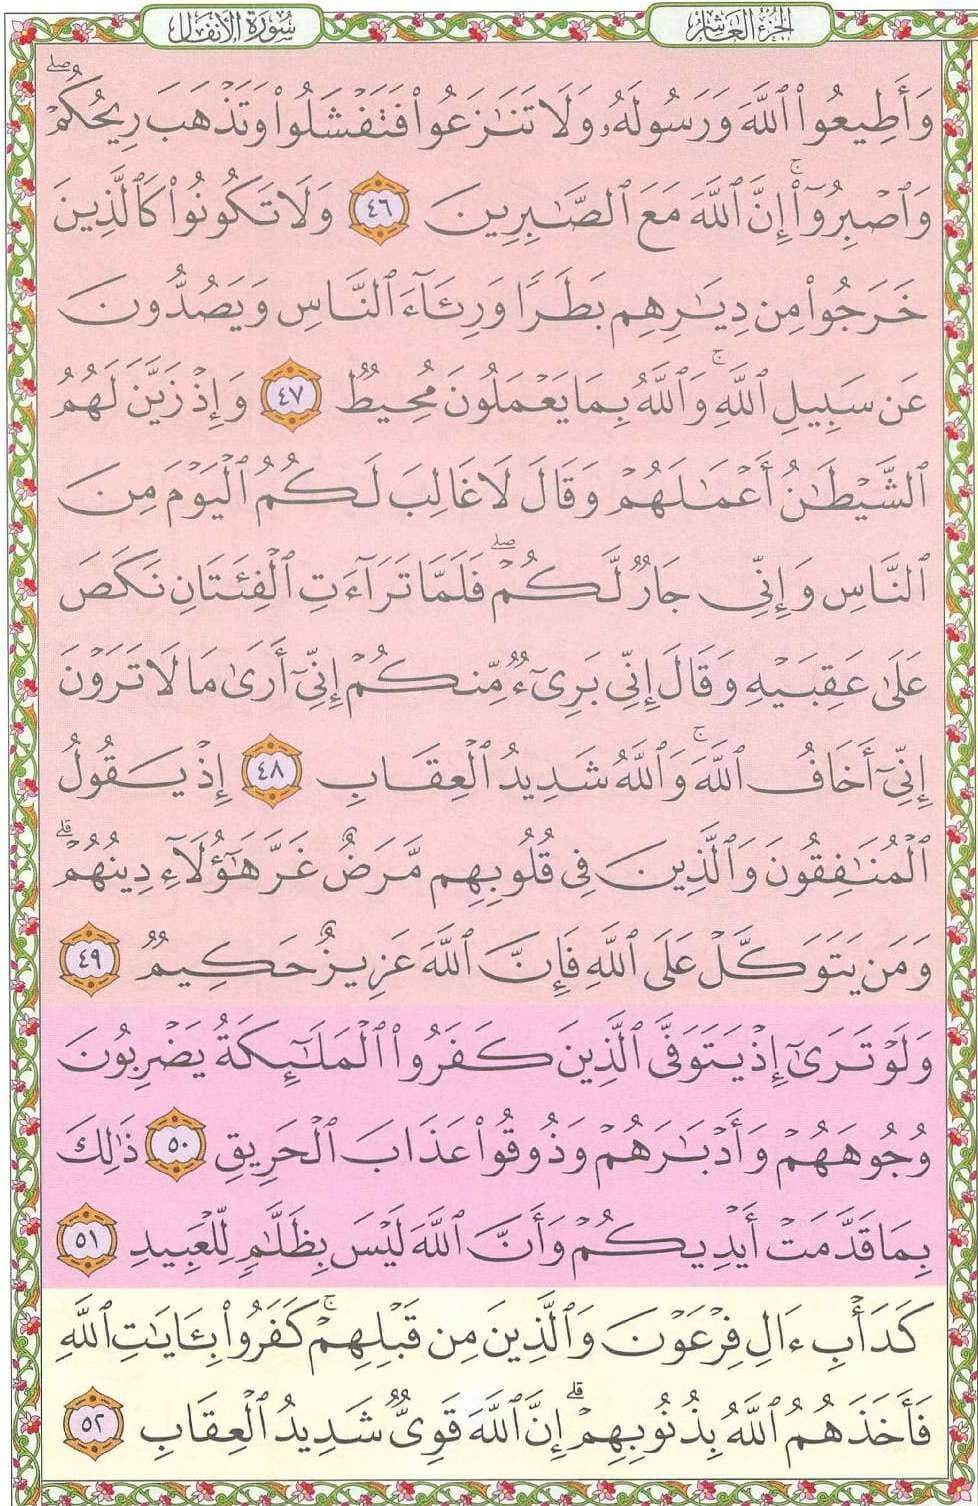 الجزء العاشر
سورة الأنفال
وَأَطِيعُوا۟ ٱللَّهَ وَرَسُولَهُۥ وَلَا تَنَٰزَعُوا۟ فَتَفْشَلُوا۟ وَتَذْهَبَ رِيحُكُمْ ۖ
وَٱصْبِرُوٓا۟ ۚ إِنَّ ٱللَّهَ مَعَ ٱلصَّٰبِرِينَ ٤٦ وَلَا تَكُونُوا۟ كَٱلَّذِينَ
خَرَجُوا۟ مِن دِيَٰرِهِم بَطَرًا وَرِئَآءَ ٱلنَّاسِ وَيَصُدُّونَ
عَن سَبِيلِ ٱللَّهِ ۚ وَٱللَّهُ بِمَا يَعْمَلُونَ مُحِيطٌ ٤٧ وَإِذْ زَيَّنَ لَهُمُ
ٱلشَّيْطَٰنُ أَعْمَٰلَهُمْ وَقَالَ لَا غَالِبَ لَكُمُ ٱلْيَوْمَ مِنَ
ٱلنَّاسِ وَإِنِّى جَارٌ لَّكُمْ ۖ فَلَمَّا تَرَآءَتِ ٱلْفِئَتَانِ نَكَصَ
عَلَىٰ عَقِبَيْهِ وَقَالَ إِنِّى بَرِىٓءٌ مِّنكُمْ إِنِّىٓ أَرَىٰ مَا لَا تَرَوْنَ
إِنِّىٓ أَخَافُ ٱللَّهَ ۚ وَٱللَّهُ شَدِيدُ ٱلْعِقَابِ ٤٨ إِذْ يَقُولُ
ٱلْمُنَٰفِقُونَ وَٱلَّذِينَ فِى قُلُوبِهِم مَّرَضٌ غَرَّ هَٰٓؤُلَآءِ دِينُهُمْ ۗ
وَمَن يَتَوَكَّلْ عَلَى ٱللَّهِ فَإِنَّ ٱللَّهَ عَزِيزٌ حَكِيمٌ ٤٩
وَلَوْ تَرَىٰٓ إِذْ يَتَوَفَّى ٱلَّذِينَ كَفَرُوا۟ ٱلْمَلَٰٓئِكَةُ يَضْرِبُونَ
وُجُوهَهُمْ وَأَدْبَٰرَهُمْ وَذُوقُوا۟ عَذَابَ ٱلْحَرِيقِ ٥٠ ذَٰلِكَ
بِمَا قَدَّمَتْ أَيْدِيكُمْ وَأَنَّ ٱللَّهَ لَيْسَ بِظَلَّٰمٍ لِّلْعَبِيدِ ٥١
كَدَأْبِ ءَالِ فِرْعَوْنَ وَٱلَّذِينَ مِن قَبْلِهِمْ ۚ كَفَرُوا۟ بِـَٔايَٰتِ ٱللَّهِ
فَأَخَذَهُمُ ٱللَّهُ بِذُنُوبِهِمْ ۗ إِنَّ ٱللَّهَ قَوِىٌّ شَدِيدُ ٱلْعِقَابِ ٥٢